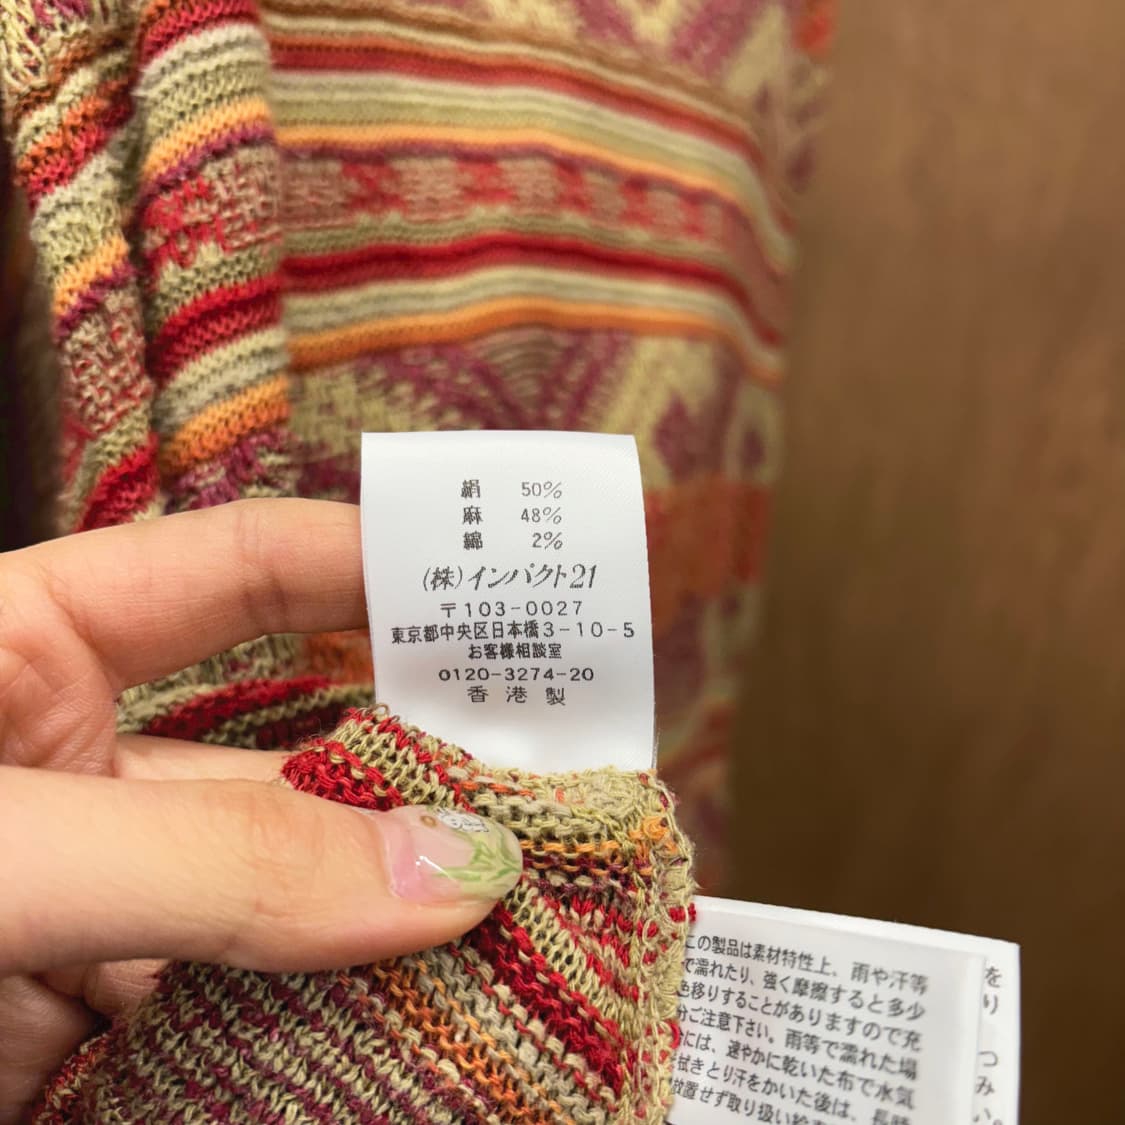 絹 50%
麻 48%
綿 2%
(株)インパクト21
〒103-0027
東京都中央区日本橋3-10-5
お客様相談室
0120-3274-20
香港製
この製品は素材特性上、雨や汗等
で濡れたり、強く摩擦すると多少
色移りすることがありますので充
分ご注意下さい。雨等で濡れた場
には、速やかに乾いた布で水気
拭きとり汗をかいた後は、長時
放置せず取り扱い
を
り
つ
み